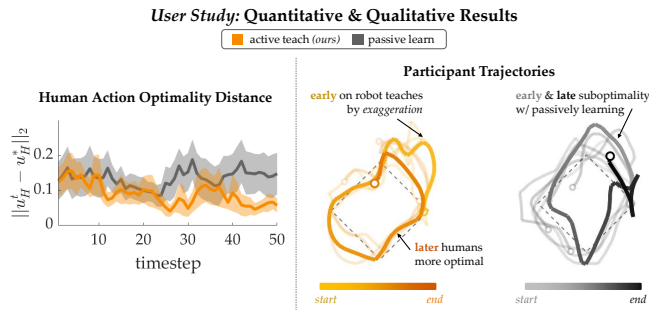 User Study: Quantitative & Qualitative Results
active teach (ours) passive learn
Human Action Optimality Distance
||u_H^t − u_H^*||_2
0.2
0.1
0
10 20 30 40 50
timestep
Participant Trajectories
early on robot teaches
by exaggeration
later humans
more optimal
start end
early & late suboptimality
w/ passively learning
start end